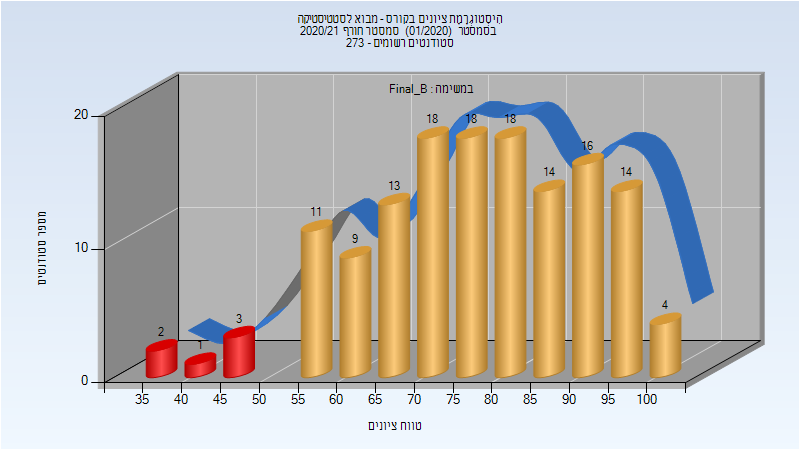 היסטוגרמת ציונים בקורס - מבוא לסטטיסטיקה
בסמסטר (01/2020) סמסטר חורף 2020/21
סטודנטים רשומים - 273
במשימה : Final_B
20
10
0
מספר סטודנטים
2
1
3
11
9
13
18
18
18
14
16
14
4
35 40 45 50 55 60 65 70 75 80 85 90 95 100
טווח ציונים